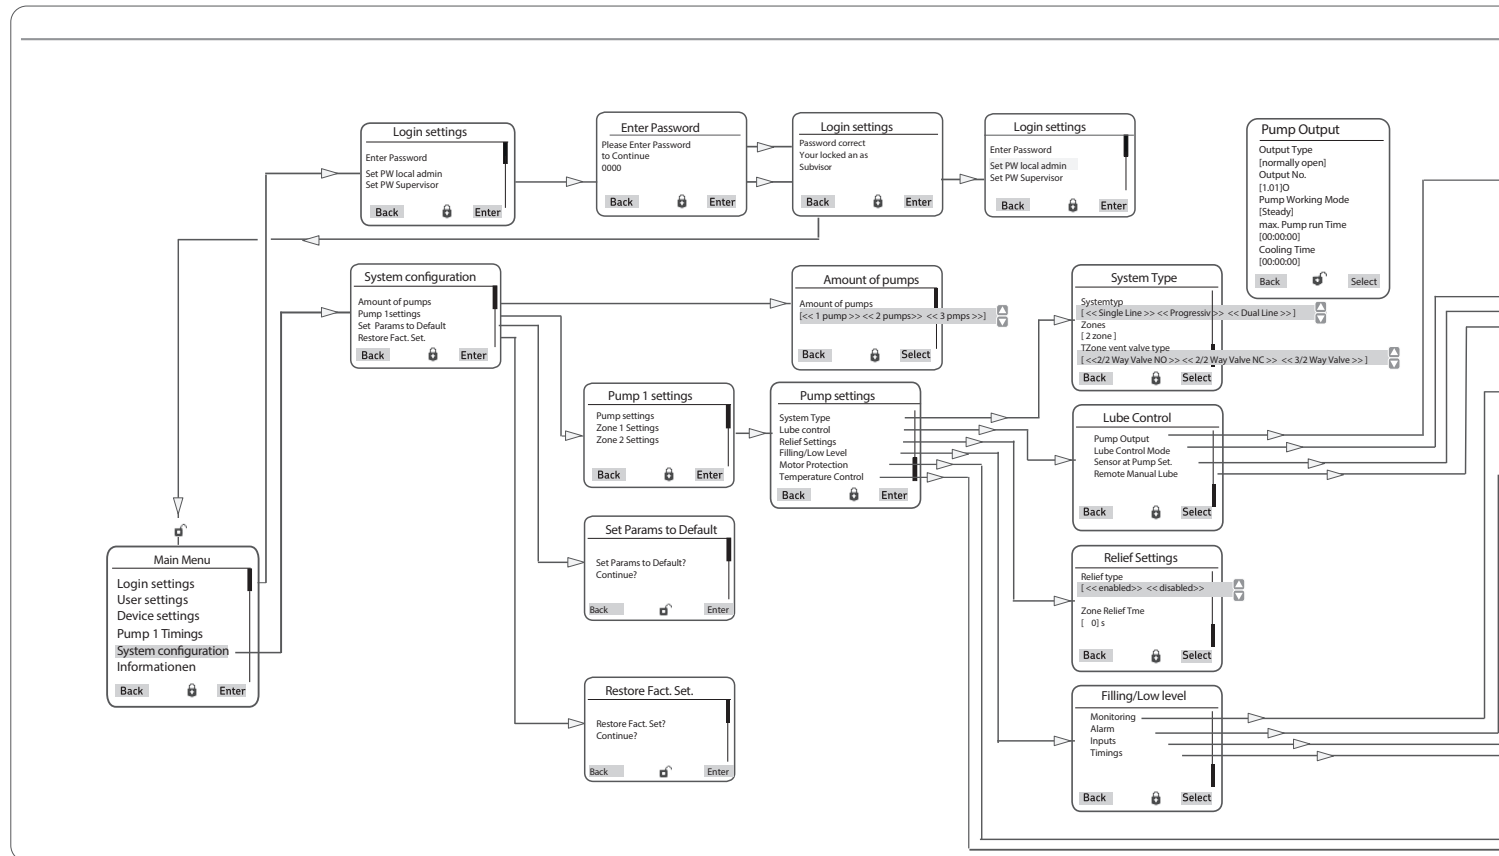 Login settings
Enter Password
Set PW local admin
Set PW Supervisor
Back
Enter
Enter Password
Please Enter Password
to Continue
0000
Back
Enter
Login settings
Password correct
Your locked an as
Subvisor
Back
Enter
Login settings
Enter Password
Set PW local admin
Set PW Supervisor
Back
Enter
Pump Output
Output Type
[normally open]
Output No.
[1.01]O
Pump Working Mode
[Steady]
max. Pump run Time
[00:00:00]
Cooling Time
[00:00:00]
Back
Select
System configuration
Amount of pumps
Pump 1settings
Set Params to Default
Restore Fact. Set.
Back
Enter
Amount of pumps
Amount of pumps
[<< 1 pump >> << 2 pumps>> << 3 pmps >>]
Back
Select
System Type
Systemtyp
[ << Single Line >> << Progressiv >> << Dual Line >> ]
Zones
[ 2 zone ]
TZone vent valve type
[ <<2/2 Way Valve NO >> << 2/2 Way Valve NC >> << 3/2 Way Valve >> ]
Back
Select
Pump 1 settings
Pump settings
Zone 1 Settings
Zone 2 Settings
Back
Enter
Pump settings
System Type
Lube control
Relief Settings
Filling/Low Level
Motor Protection
Temperature Control
Back
Enter
Lube Control
Pump Output
Lube Control Mode
Sensor at Pump Set.
Remote Manual Lube
Back
Select
Set Params to Default
Set Params to Default?
Continue?
Back
Enter
Relief Settings
Relief type
[ << enabled>> << disabled>>
Zone Relief Tme
[ 0] s
Back
Select
Main Menu
Login settings
User settings
Device settings
Pump 1 Timings
System configuration
Informationen
Back
Enter
Restore Fact. Set.
Restore Fact. Set?
Continue?
Back
Enter
Filling/Low level
Monitoring
Alarm
Inputs
Timings
Back
Select